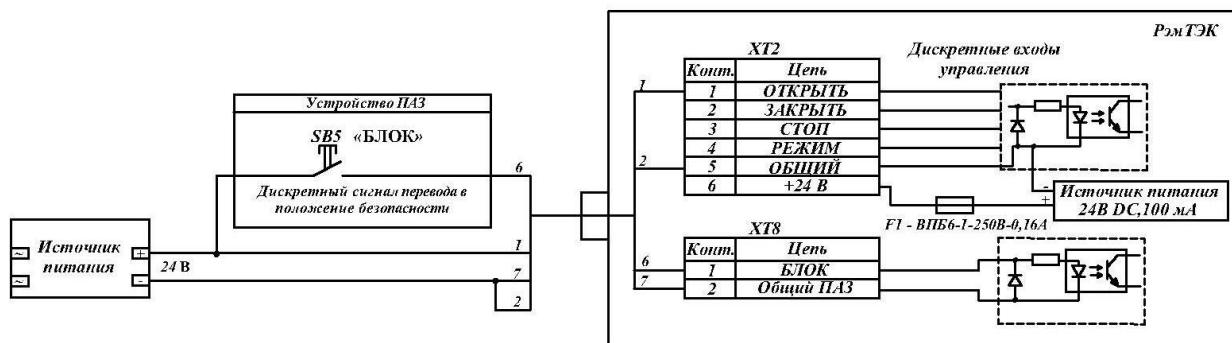 РэмТЭК
ХТ2
Конт. Цепь
1 ОТКРЫТЬ
2 ЗАКРЫТЬ
3 СТОП
4 РЕЖИМ
5 ОБЩИЙ
6 +24 В
Дискретные входы
управления
1
2
- Источник питания
+ 24В DC,100 мА
F1 - ВПБ6-1-250В-0,16А
ХТ8
Конт. Цепь
1 БЛОК
2 Общий ПАЗ
6
7
Устройство ПАЗ
SB5 «БЛОК»
Дискретный сигнал перевода в
положение безопасности
6
1
7
2
Источник
питания
~ +
~ -
24 В